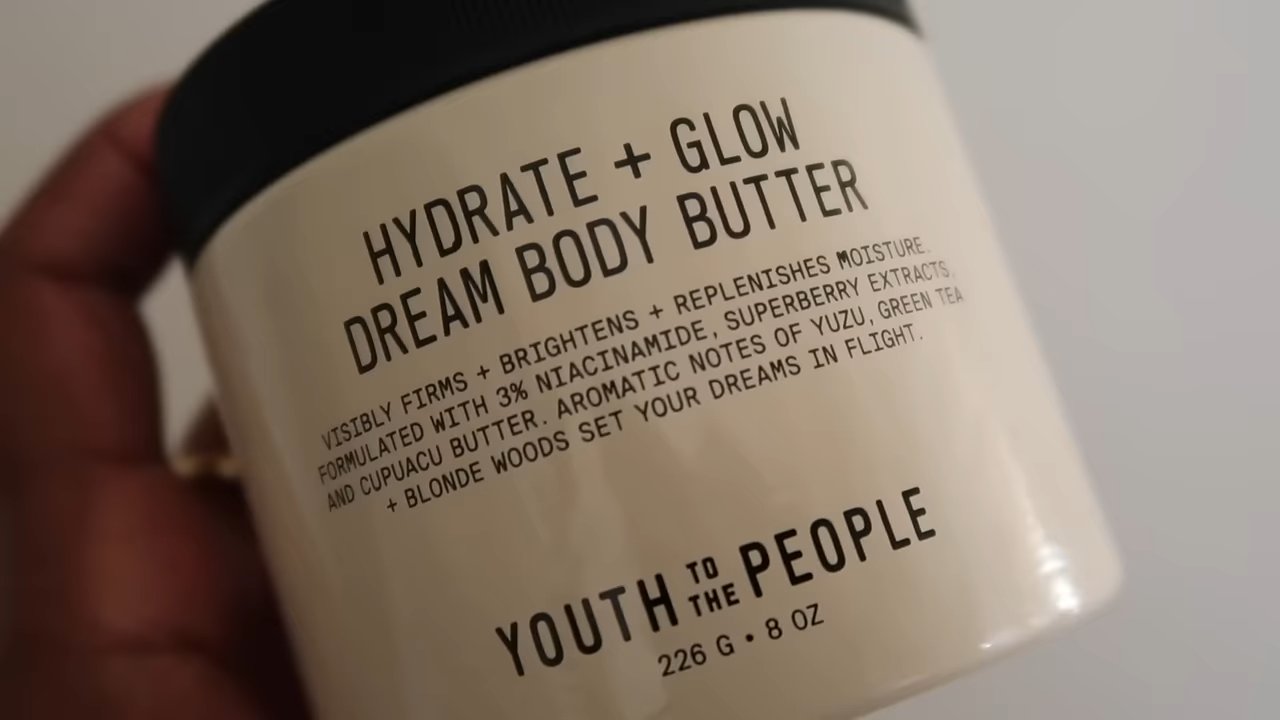 HYDRATE + GLOW
DREAM BODY BUTTER
VISIBLY FIRMS + BRIGHTENS + REPLENISHES MOISTURE.
FORMULATED WITH 3% NIACINAMIDE, SUPERBERRY EXTRACTS,
AND CUPUACU BUTTER. AROMATIC NOTES OF YUZU, GREEN TEA
+ BLONDE WOODS SET YOUR DREAMS IN FLIGHT.
YOUTH TO THE PEOPLE
226 G • 8 OZ